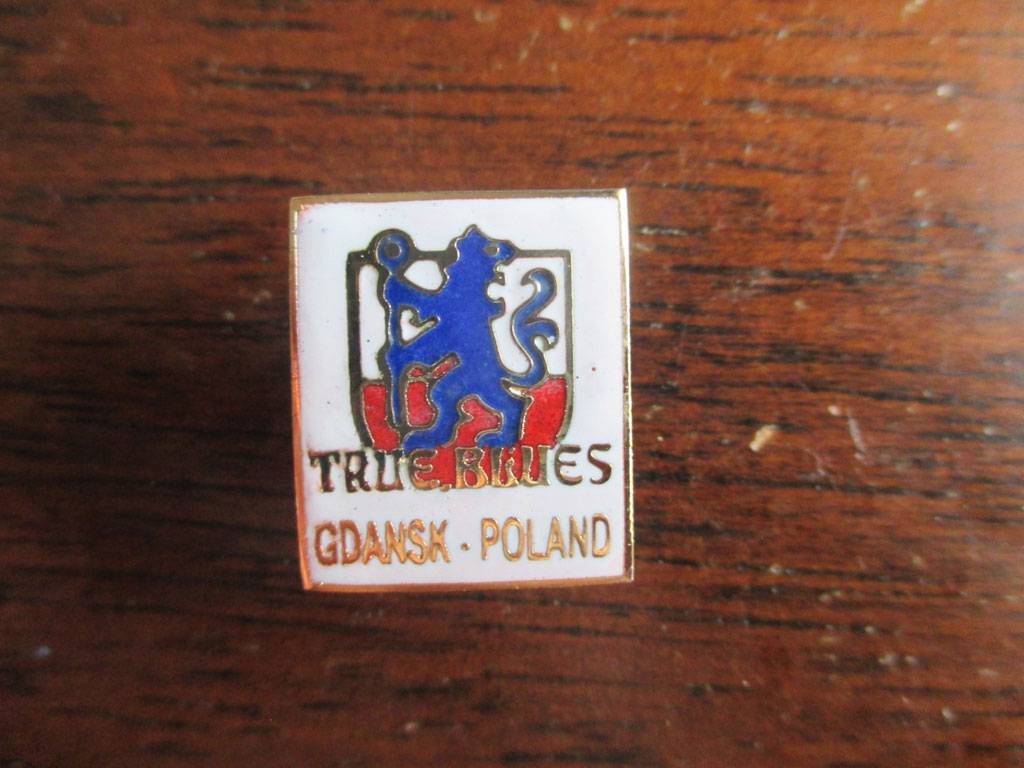 TRUE BLUES
GDANSK · POLAND